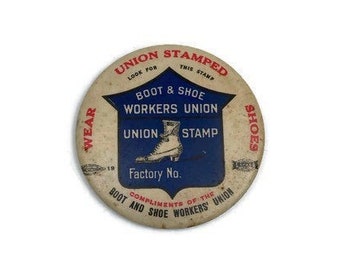 WEAR UNION STAMPED SHOES
LOOK FOR THIS STAMP
BOOT & SHOE
WORKERS UNION
UNION STAMP
Factory No.
19
COMPLIMENTS OF THE
BOOT AND SHOE WORKERS' UNION